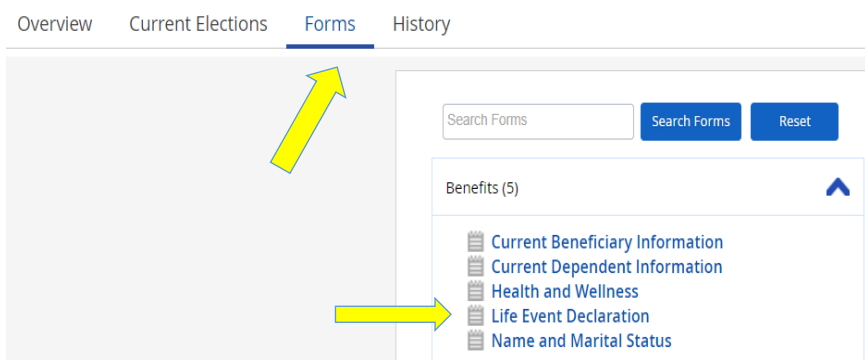 Overview Current Elections Forms History
Search Forms Search Forms Reset
Benefits (5)
Current Beneficiary Information
Current Dependent Information
Health and Wellness
Life Event Declaration
Name and Marital Status